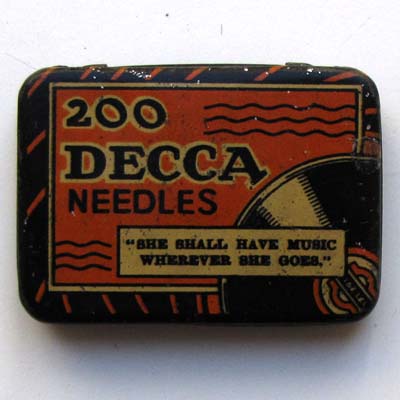 200
DECCA
NEEDLES
"SHE SHALL HAVE MUSIC
WHEREVER SHE GOES."